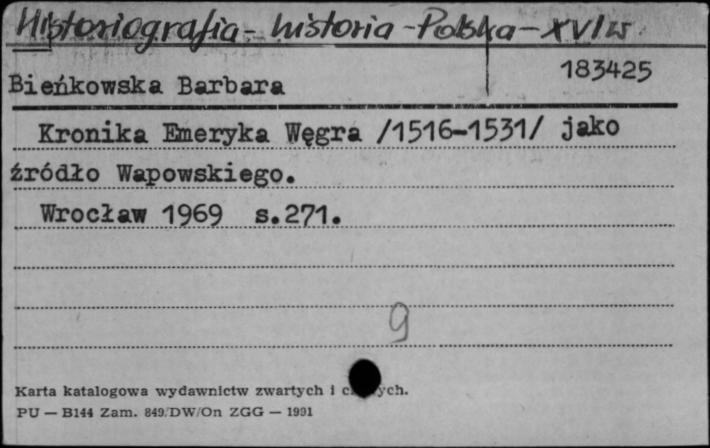 Historiografia - historia - Polska - XVI w.
183425
Bieńkowska Barbara
Kronika Emeryka Węgra /1516-1531/ jako
źródło Wapowskiego.
Wrocław 1969 s.271.
9
Karta katalogowa wydawnictw zwartych i
PU — B144 Zam. 849/DW/On ZGG — 1991